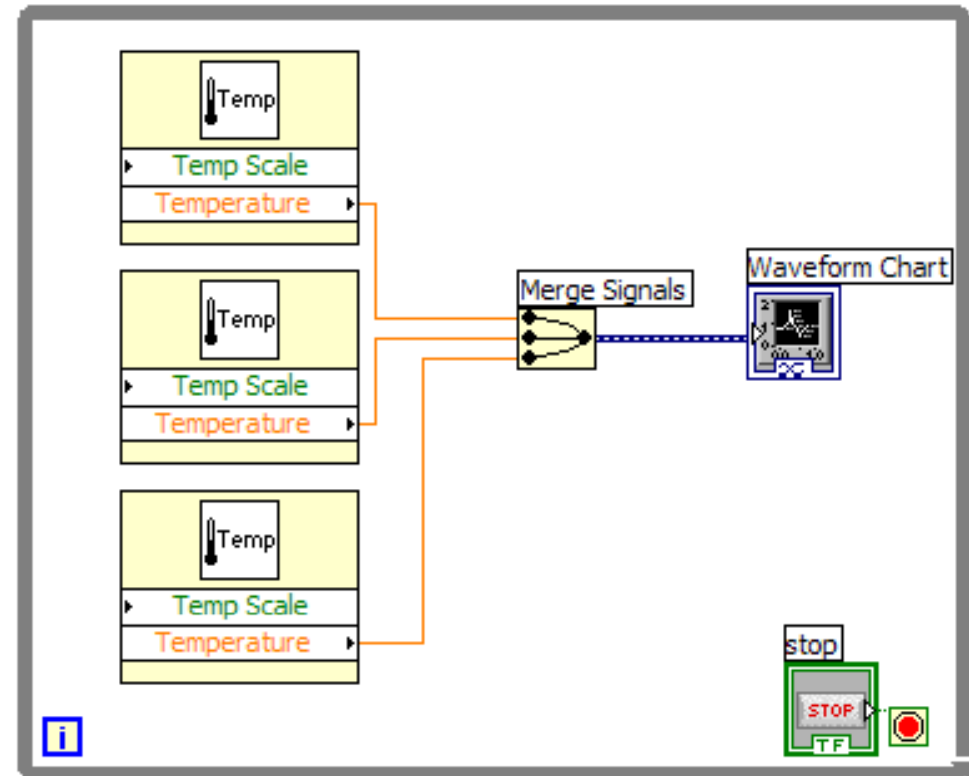 Temp
Temp Scale
Temperature
Temp
Temp Scale
Temperature
Merge Signals
Waveform Chart
Temp
Temp Scale
Temperature
stop
STOP
TF
i